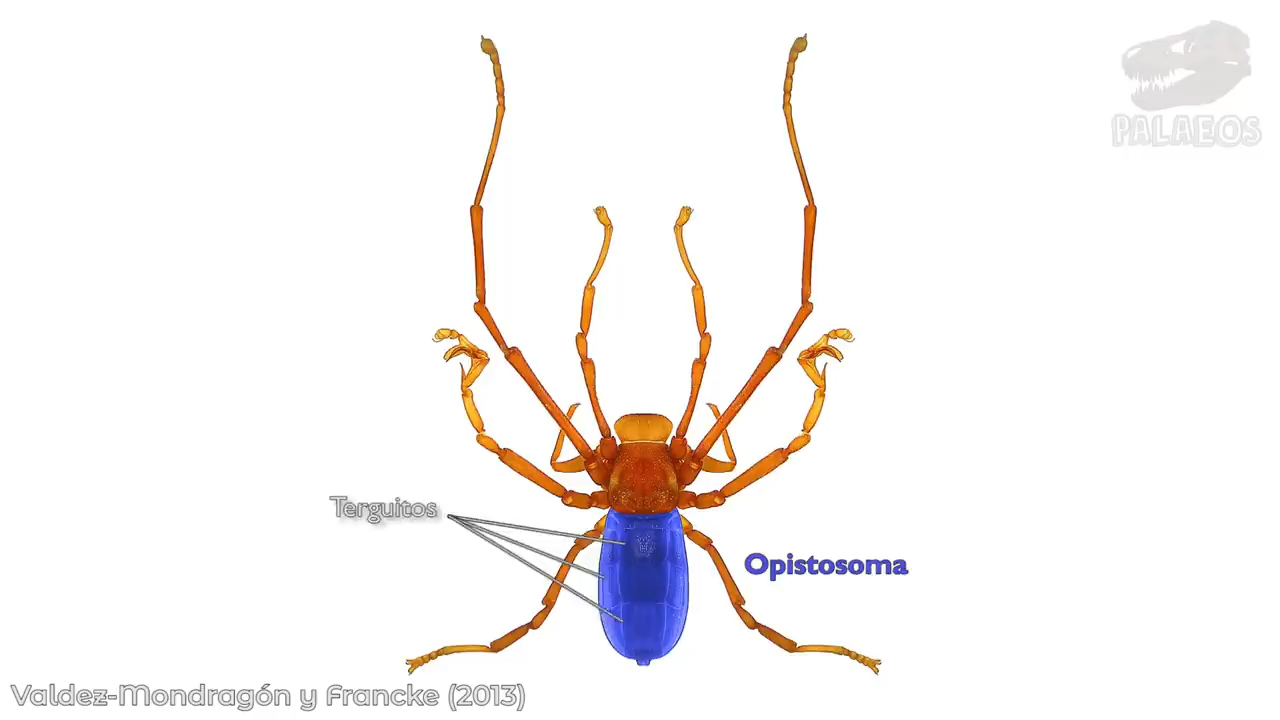 PALAEOS
Terguitos
Opistosoma
Valdez-Mondragón y Francke (2013)